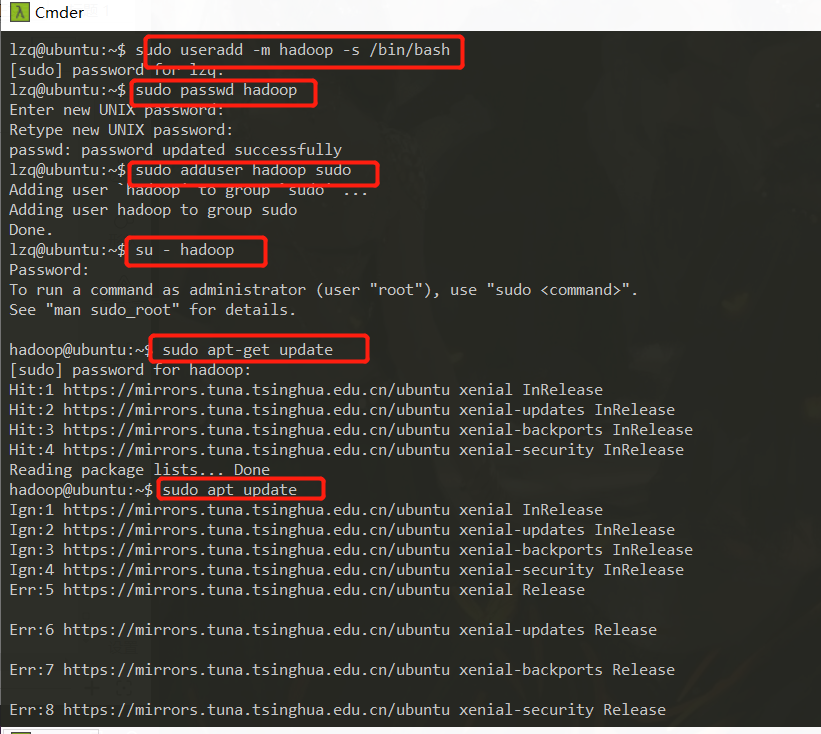 λ Cmder
lzq@ubuntu:~$ sudo useradd -m hadoop -s /bin/bash
[sudo] password for lzq:
lzq@ubuntu:~$ sudo passwd hadoop
Enter new UNIX password:
Retype new UNIX password:
passwd: password updated successfully
lzq@ubuntu:~$ sudo adduser hadoop sudo
Adding user `hadoop' to group `sudo' ...
Adding user hadoop to group sudo
Done.
lzq@ubuntu:~$ su - hadoop
Password:
To run a command as administrator (user "root"), use "sudo <command>".
See "man sudo_root" for details.
hadoop@ubuntu:~$ sudo apt-get update
[sudo] password for hadoop:
Hit:1 https://mirrors.tuna.tsinghua.edu.cn/ubuntu xenial InRelease
Hit:2 https://mirrors.tuna.tsinghua.edu.cn/ubuntu xenial-updates InRelease
Hit:3 https://mirrors.tuna.tsinghua.edu.cn/ubuntu xenial-backports InRelease
Hit:4 https://mirrors.tuna.tsinghua.edu.cn/ubuntu xenial-security InRelease
Reading package lists... Done
hadoop@ubuntu:~$ sudo apt update
Ign:1 https://mirrors.tuna.tsinghua.edu.cn/ubuntu xenial InRelease
Ign:2 https://mirrors.tuna.tsinghua.edu.cn/ubuntu xenial-updates InRelease
Ign:3 https://mirrors.tuna.tsinghua.edu.cn/ubuntu xenial-backports InRelease
Ign:4 https://mirrors.tuna.tsinghua.edu.cn/ubuntu xenial-security InRelease
Err:5 https://mirrors.tuna.tsinghua.edu.cn/ubuntu xenial Release
Err:6 https://mirrors.tuna.tsinghua.edu.cn/ubuntu xenial-updates Release
Err:7 https://mirrors.tuna.tsinghua.edu.cn/ubuntu xenial-backports Release
Err:8 https://mirrors.tuna.tsinghua.edu.cn/ubuntu xenial-security Release